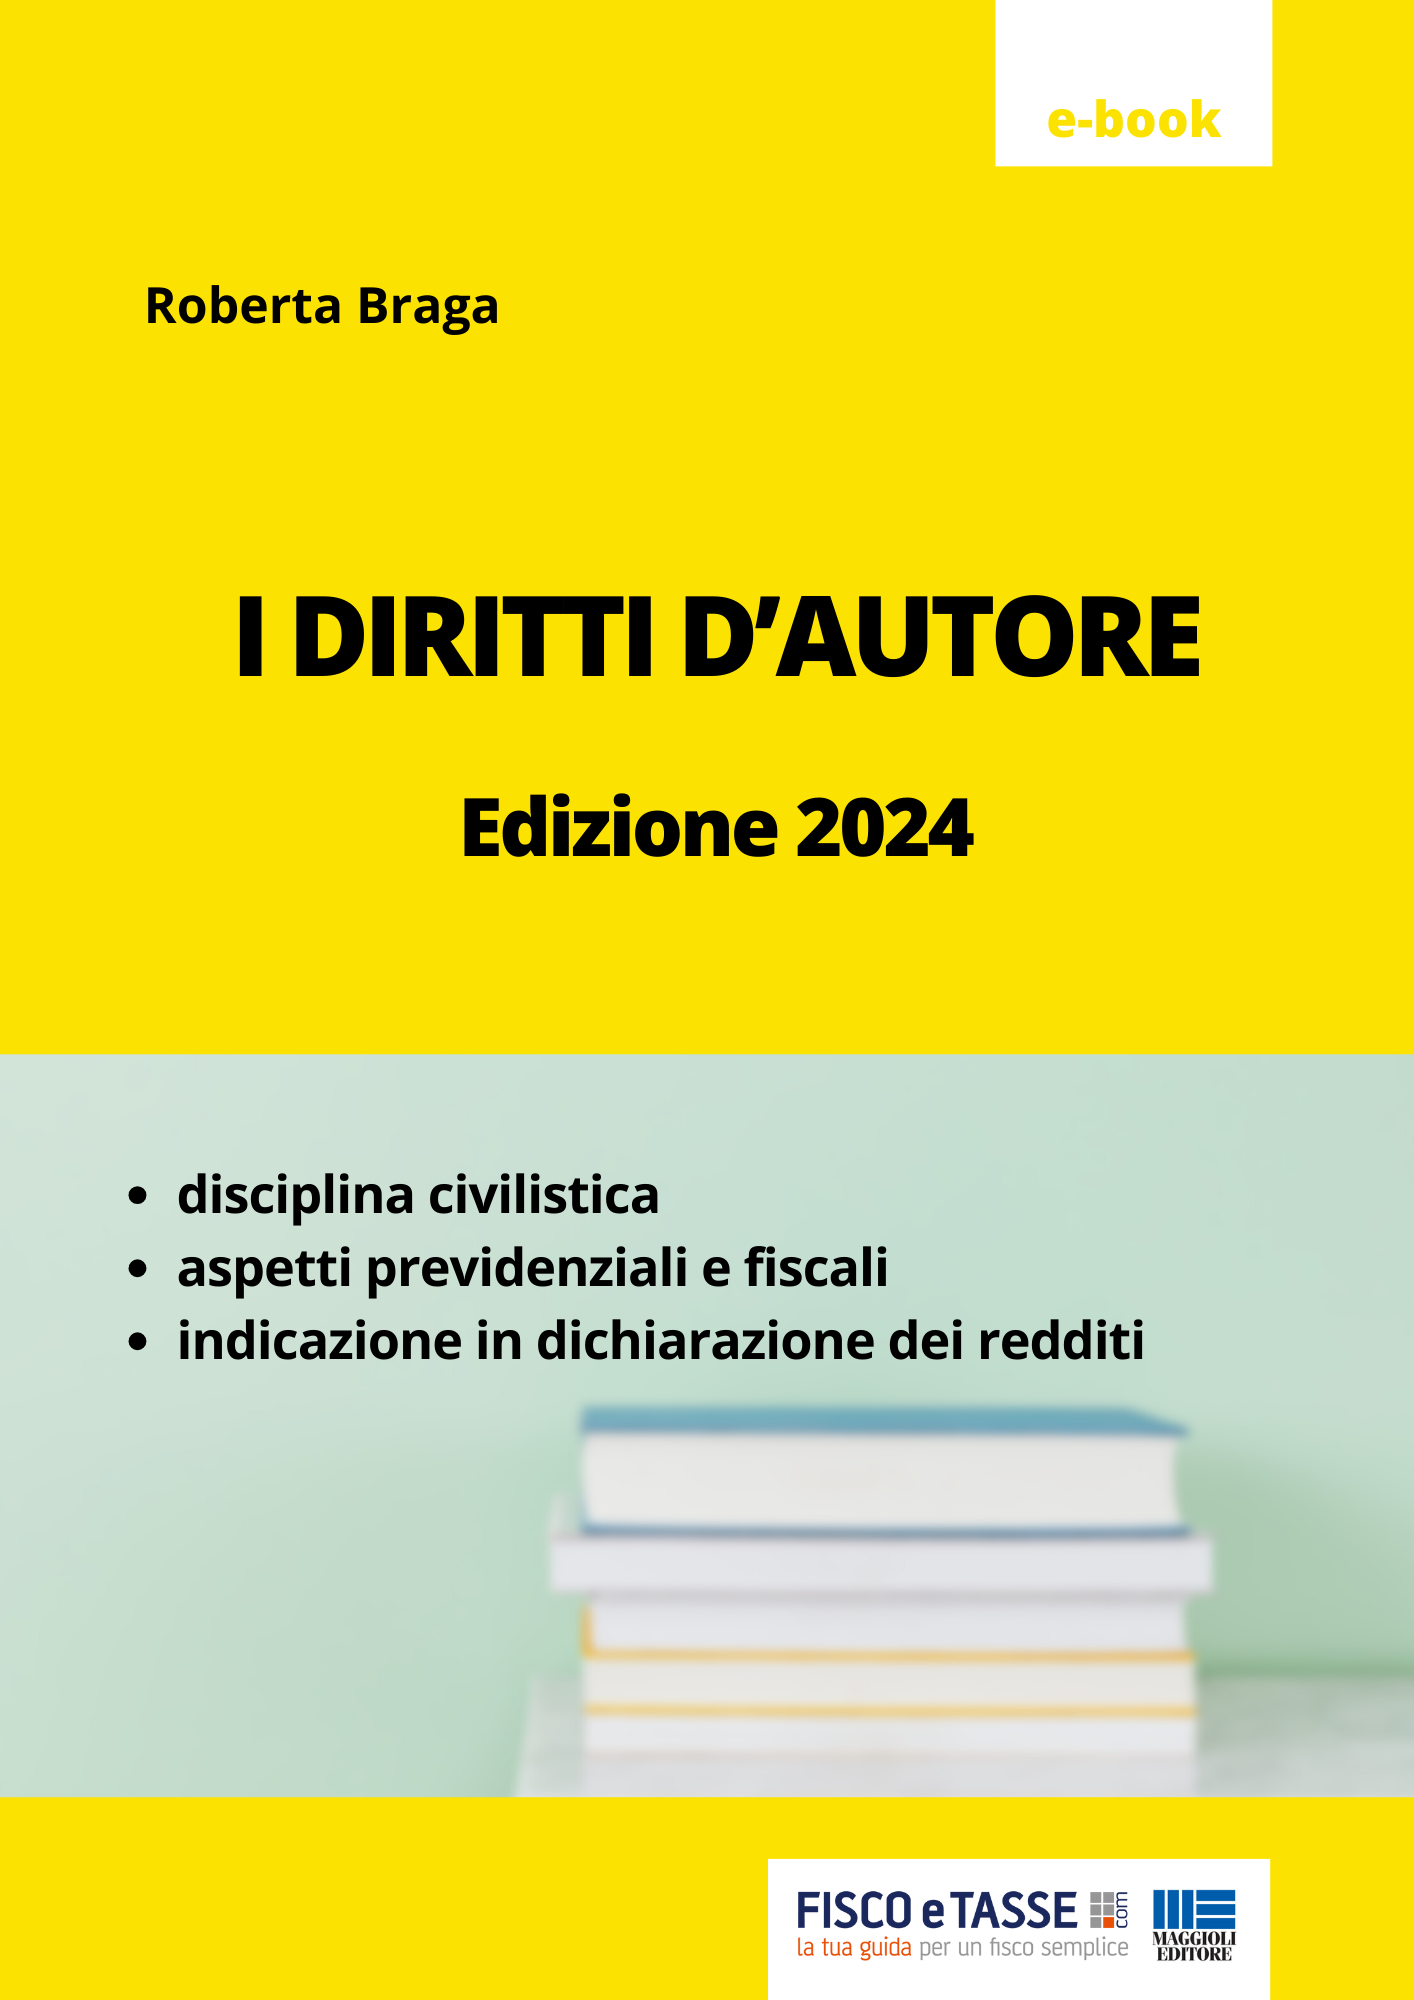 e-book
Roberta Braga
I DIRITTI D’AUTORE
Edizione 2024
• disciplina civilistica
• aspetti previdenziali e fiscali
• indicazione in dichiarazione dei redditi
FISCO e TASSE .com
la tua guida per un fisco semplice
MAGGIOLI
EDITORE